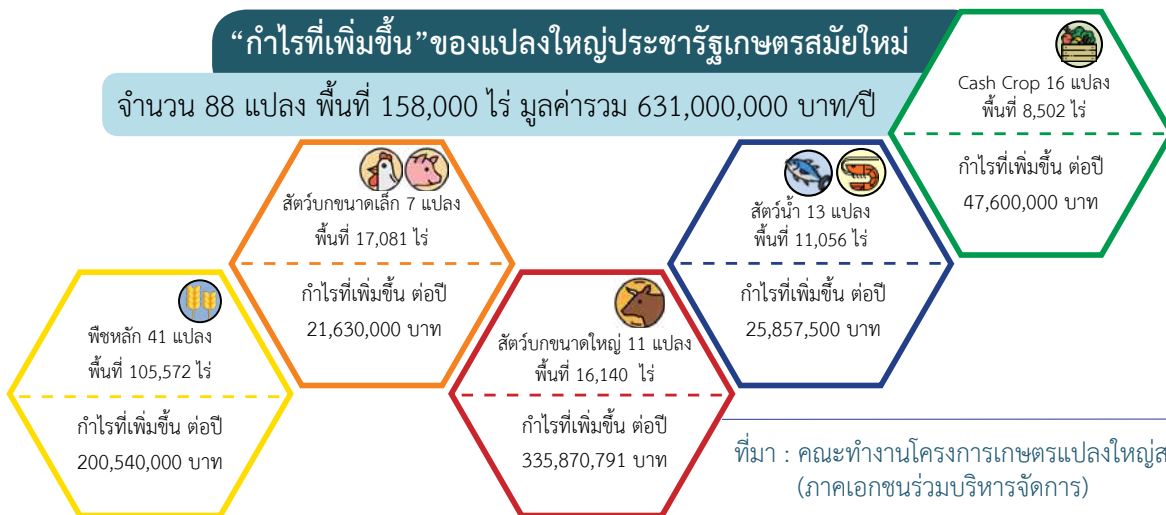 “กำไรที่เพิ่มขึ้น”ของแปลงใหญ่ประชารัฐเกษตรสมัยใหม่
จำนวน 88 แปลง พื้นที่ 158,000 ไร่ มูลค่ารวม 631,000,000 บาท/ปี
Cash Crop 16 แปลง
พื้นที่ 8,502 ไร่
กำไรที่เพิ่มขึ้น ต่อปี
47,600,000 บาท
สัตว์บกขนาดเล็ก 7 แปลง
พื้นที่ 17,081 ไร่
กำไรที่เพิ่มขึ้น ต่อปี
21,630,000 บาท
สัตว์น้ำ 13 แปลง
พื้นที่ 11,056 ไร่
กำไรที่เพิ่มขึ้น ต่อปี
25,857,500 บาท
พืชหลัก 41 แปลง
พื้นที่ 105,572 ไร่
กำไรที่เพิ่มขึ้น ต่อปี
200,540,000 บาท
สัตว์บกขนาดใหญ่ 11 แปลง
พื้นที่ 16,140 ไร่
กำไรที่เพิ่มขึ้น ต่อปี
335,870,791 บาท
ที่มา : คณะทำงานโครงการเกษตรแปลงใหญ่ส
(ภาคเอกชนร่วมบริหารจัดการ)